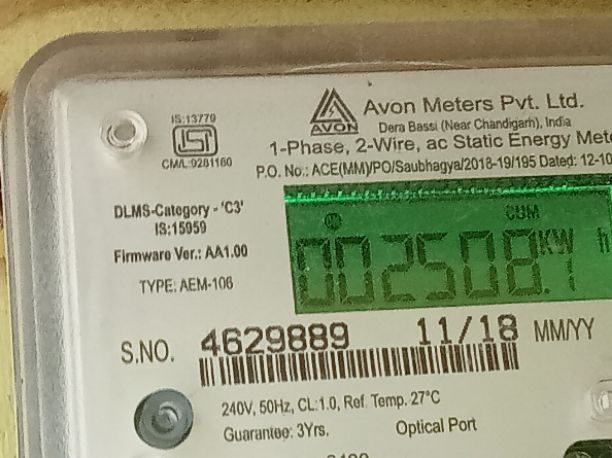 IS:13779
CM/L:9281160
AVON
Avon Meters Pvt. Ltd.
Dera Bassi (Near Chandigarh), India
1-Phase, 2-Wire, ac Static Energy Mete
P.O. No.: ACE(MM)/PO/Saubhagya/2018-19/195 Dated: 12-10
DLMS-Category - 'C3'
IS:15959
Firmware Ver.: AA1.00
TYPE: AEM-106
CUM
002508.1 KW h
S.NO. 4629889 11/18 MM/YY
240V, 50Hz, CL:1.0, Ref. Temp. 27°C
Guarantee: 3Yrs. Optical Port